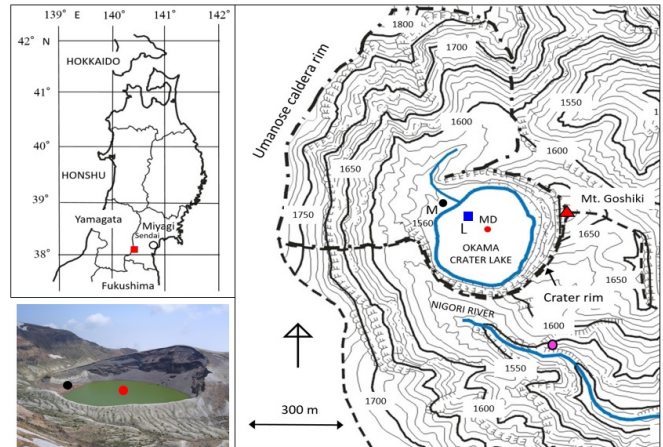 139° E
140°
141°
142°
42° N
HOKKAIDO
41°
40°
HONSHU
39°
Yamagata
Miyagi
Sendai
38°
Fukushima
1800
1700
1550
Umanose caldera rim
1600
1600
1650
Mt. Goshiki
M
1560
MD
L
1750
1650
OKAMA
CRATER LAKE
Crater rim
NIGORI RIVER
1600
1550
300 m
1700
1600
1550